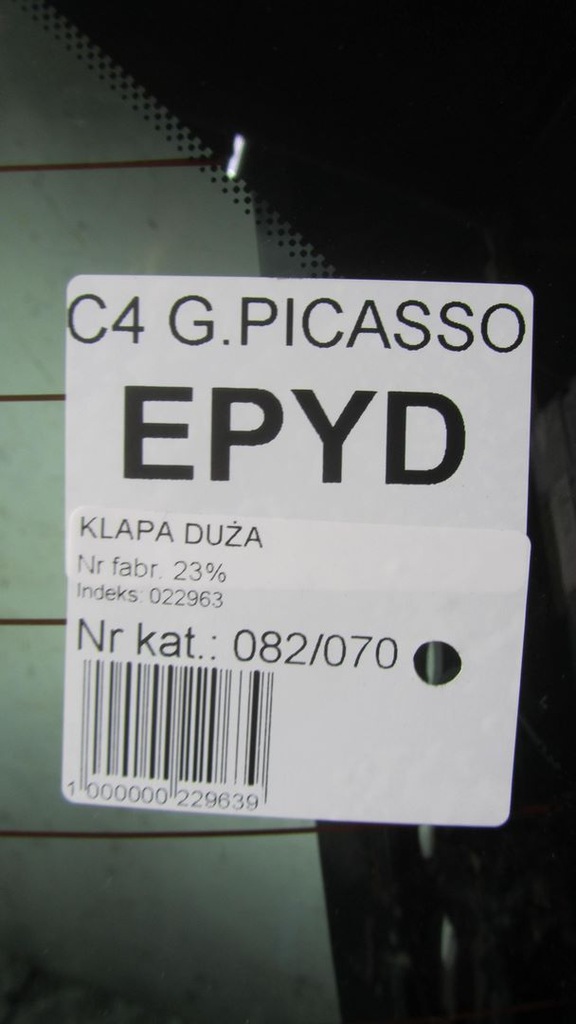 C4 G.PICASSO
EPYD
KLAPA DUŻA
Nr fabr. 23%
Indeks: 022963
Nr kat.: 082/070
1 000000 229639